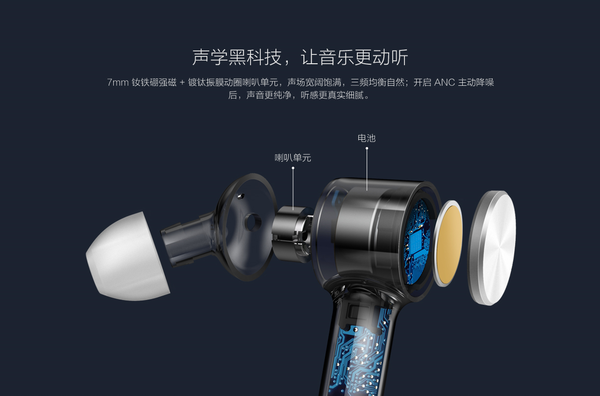 声学黑科技，让音乐更动听
7mm 钕铁硼强磁 + 镀钛振膜动圈喇叭单元，声场宽阔饱满，三频均衡自然；开启 ANC 主动降噪
后，声音更纯净，听感更真实细腻。
电池
喇叭单元